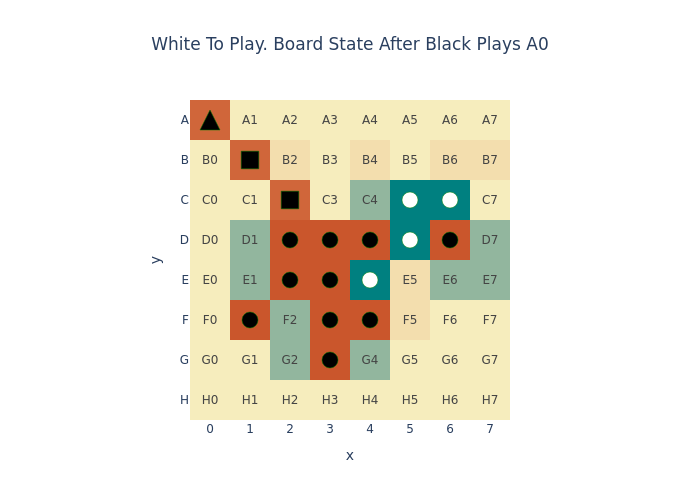 White To Play. Board State After Black Plays A0
A A1 A2 A3 A4 A5 A6 A7
B B0 B2 B3 B4 B5 B6 B7
C C0 C1 C3 C4 C7
D D0 D1 D7
y
E E0 E1 E5 E6 E7
F F0 F2 F5 F6 F7
G G0 G1 G2 G4 G5 G6 G7
H H0 H1 H2 H3 H4 H5 H6 H7
0 1 2 3 4 5 6 7
x